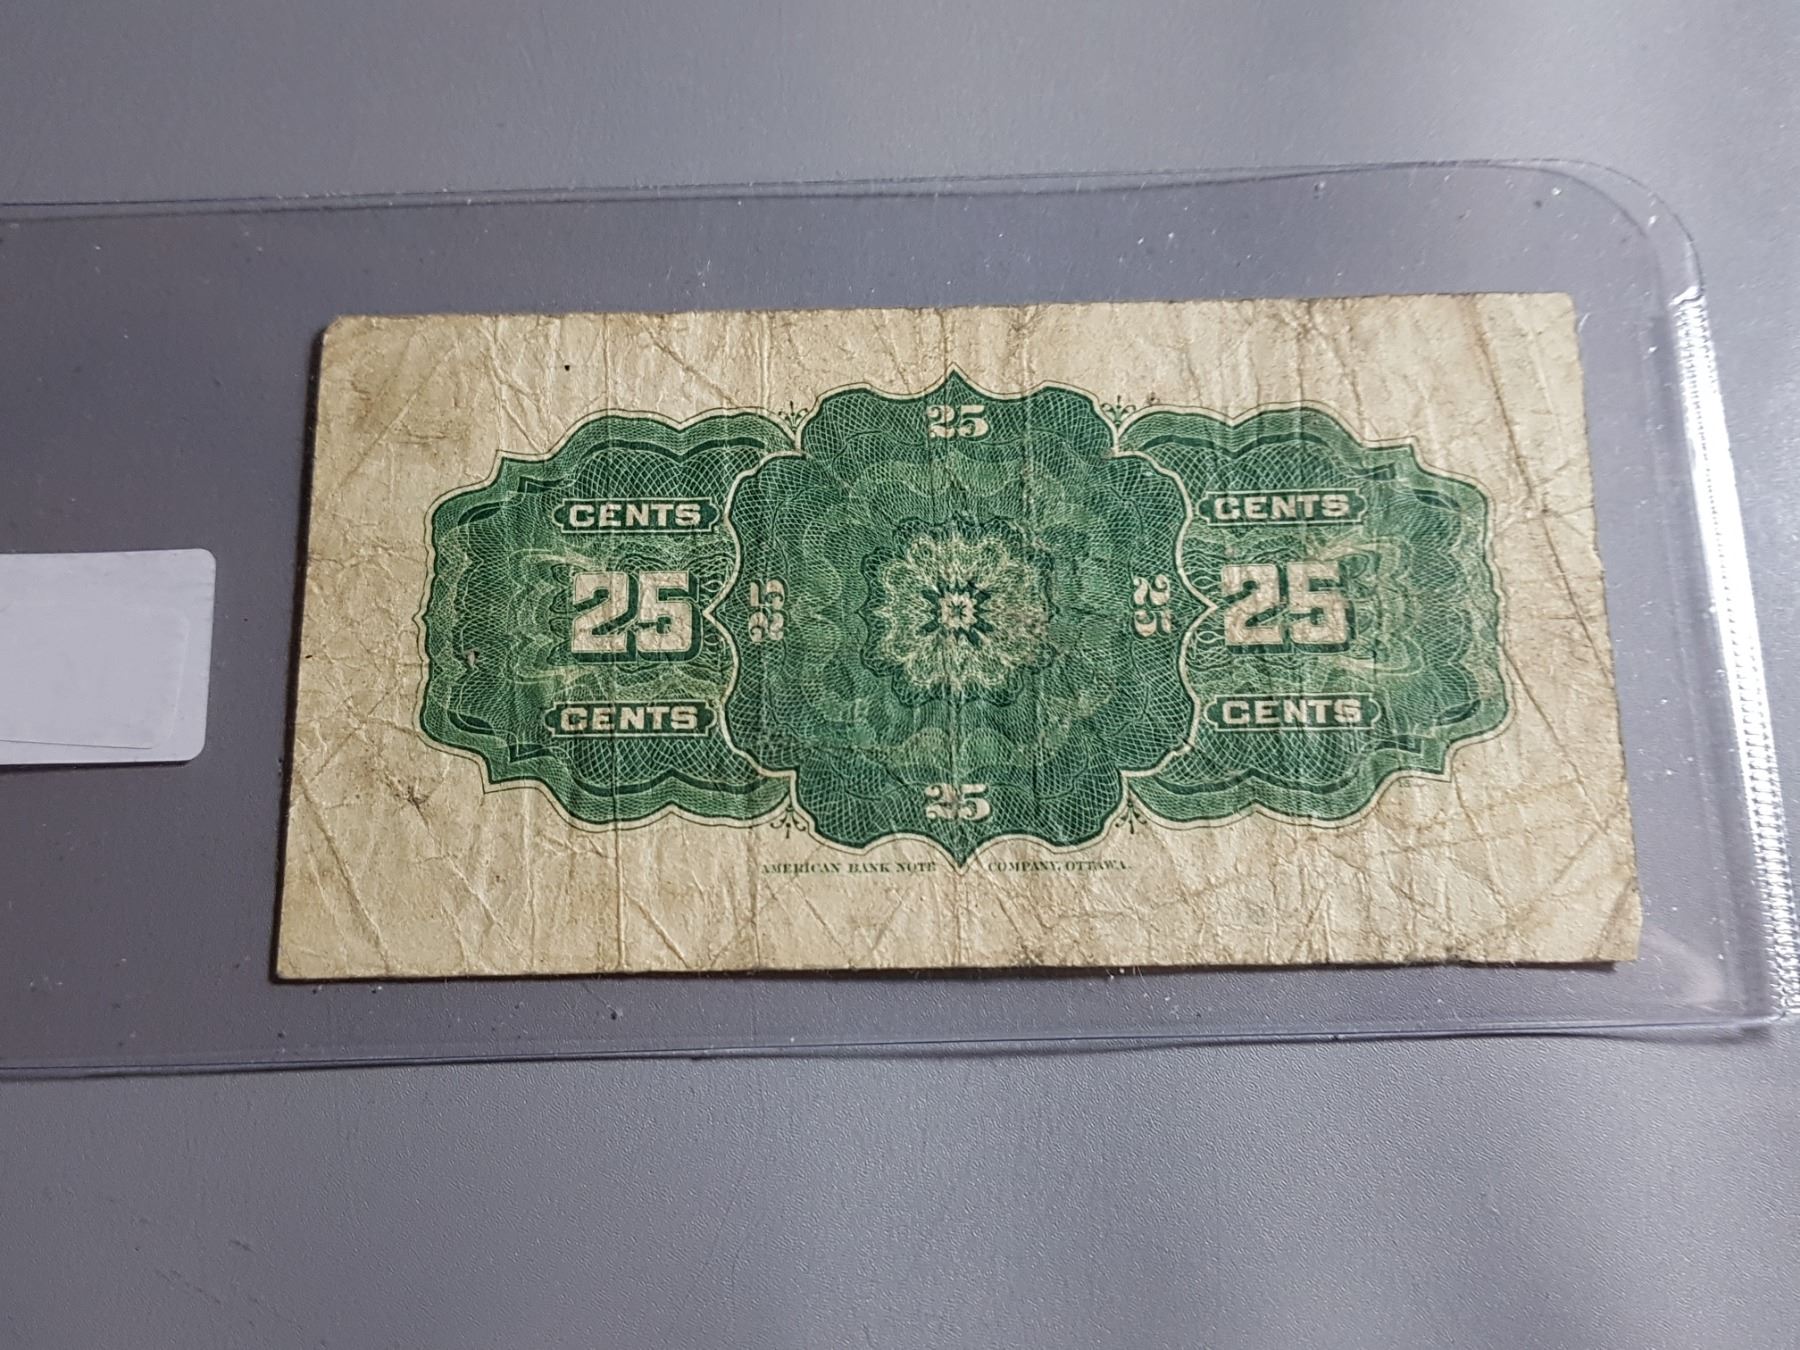 25
CENTS CENTS
25 25 25 25
CENTS CENTS
25
AMERICAN BANK NOTE COMPANY, OTTAWA.